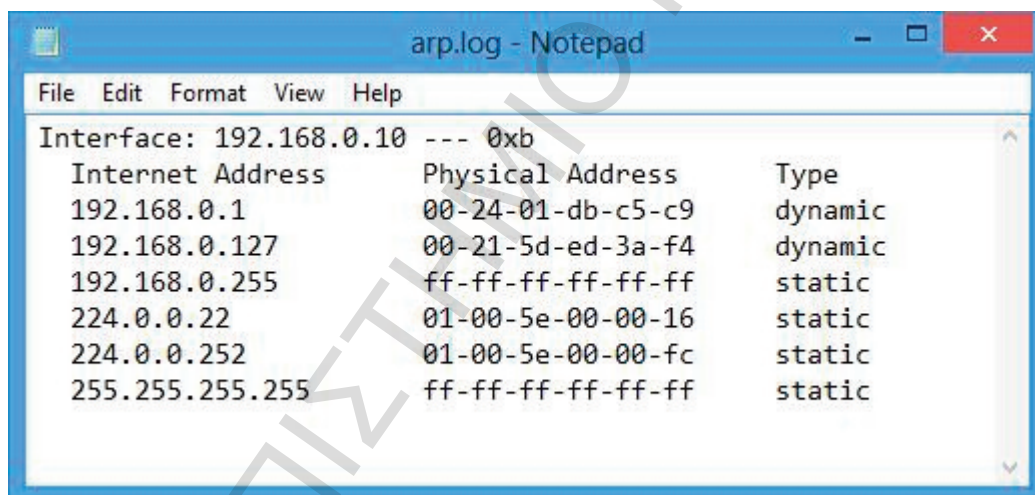 arp.log - Notepad
File Edit Format View Help
Interface: 192.168.0.10 --- 0xb
Internet Address Physical Address Type
192.168.0.1 00-24-01-db-c5-c9 dynamic
192.168.0.127 00-21-5d-ed-3a-f4 dynamic
192.168.0.255 ff-ff-ff-ff-ff-ff static
224.0.0.22 01-00-5e-00-00-16 static
224.0.0.252 01-00-5e-00-00-fc static
255.255.255.255 ff-ff-ff-ff-ff-ff static